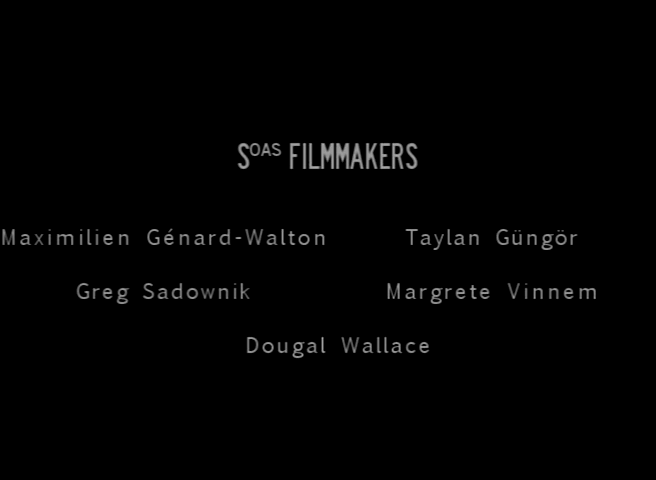 SOAS FILMMAKERS
Maximilien Génard-Walton Taylan Güngör
Greg Sadownik Margrete Vinnem
Dougal Wallace